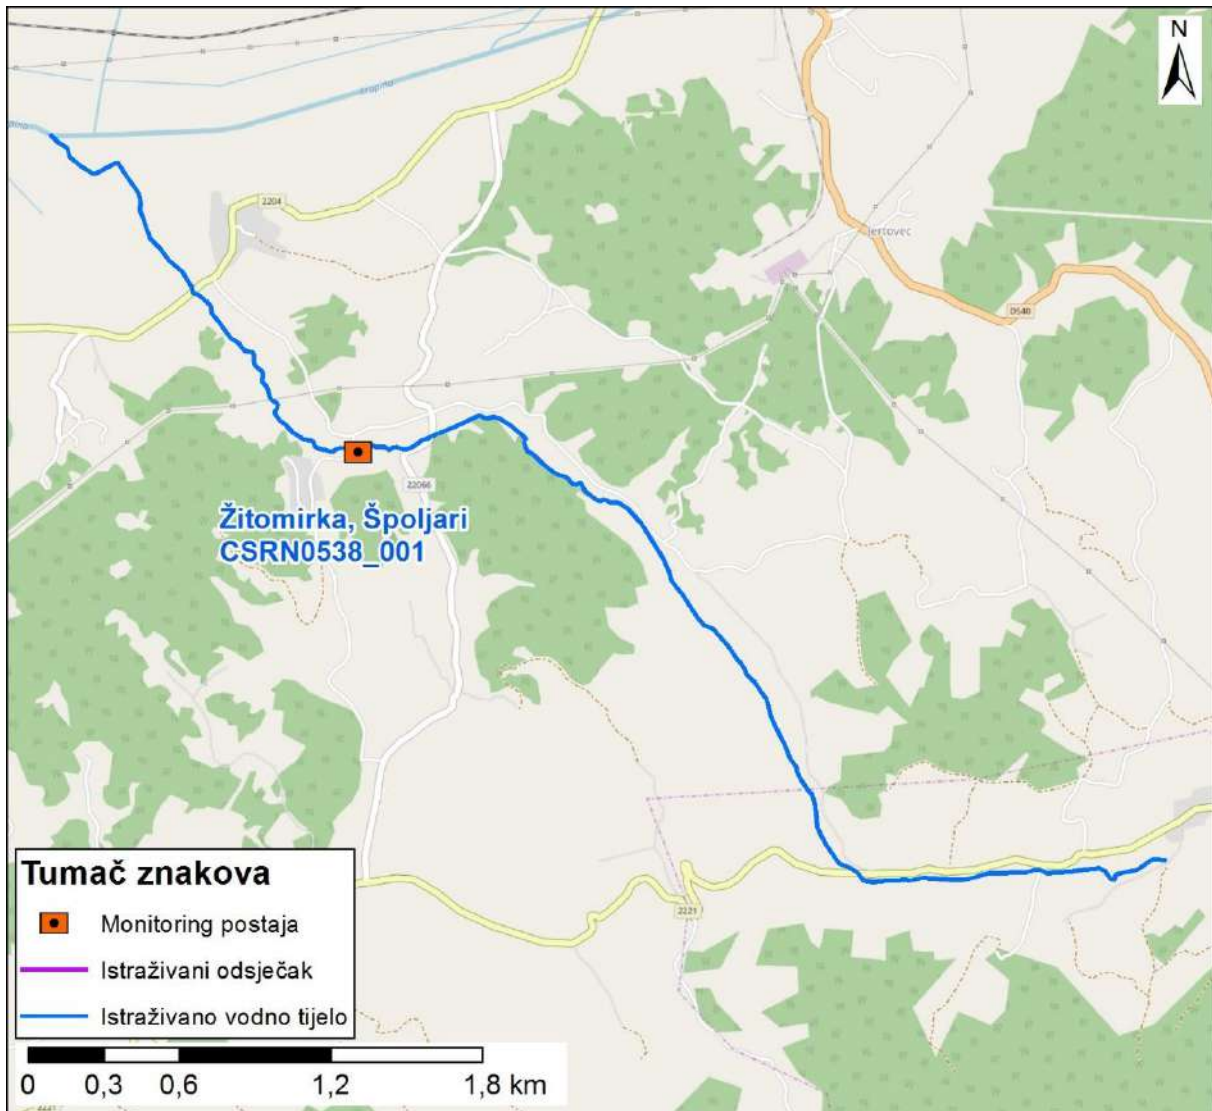 N
Krapina
2204
Jertovec
D540
22066
Žitomirka, Špoljari
CSRN0538_001
2221
Tumač znakova
Monitoring postaja
Istraživani odsječak
Istraživano vodno tijelo
0 0,3 0,6 1,2 1,8 km